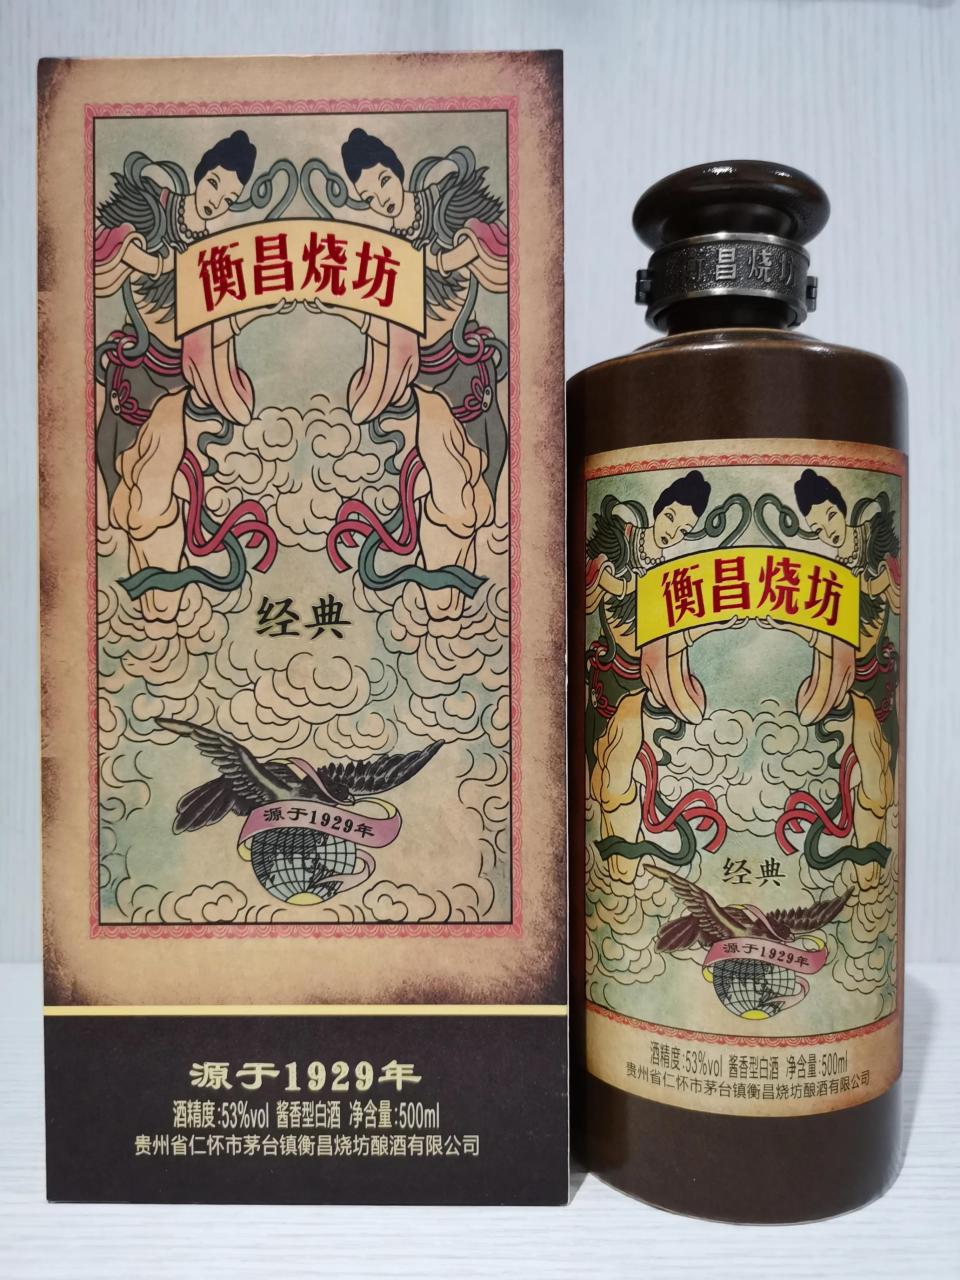 衡昌烧坊
经典
源于1929年
源于1929年
酒精度:53%vol 酱香型白酒 净含量:500ml
贵州省仁怀市茅台镇衡昌烧坊酿酒有限公司
昌烧坊
衡昌烧坊
经典
源于1929年
酒精度:53%vol 酱香型白酒 净含量:500ml
贵州省仁怀市茅台镇衡昌烧坊酿酒有限公司